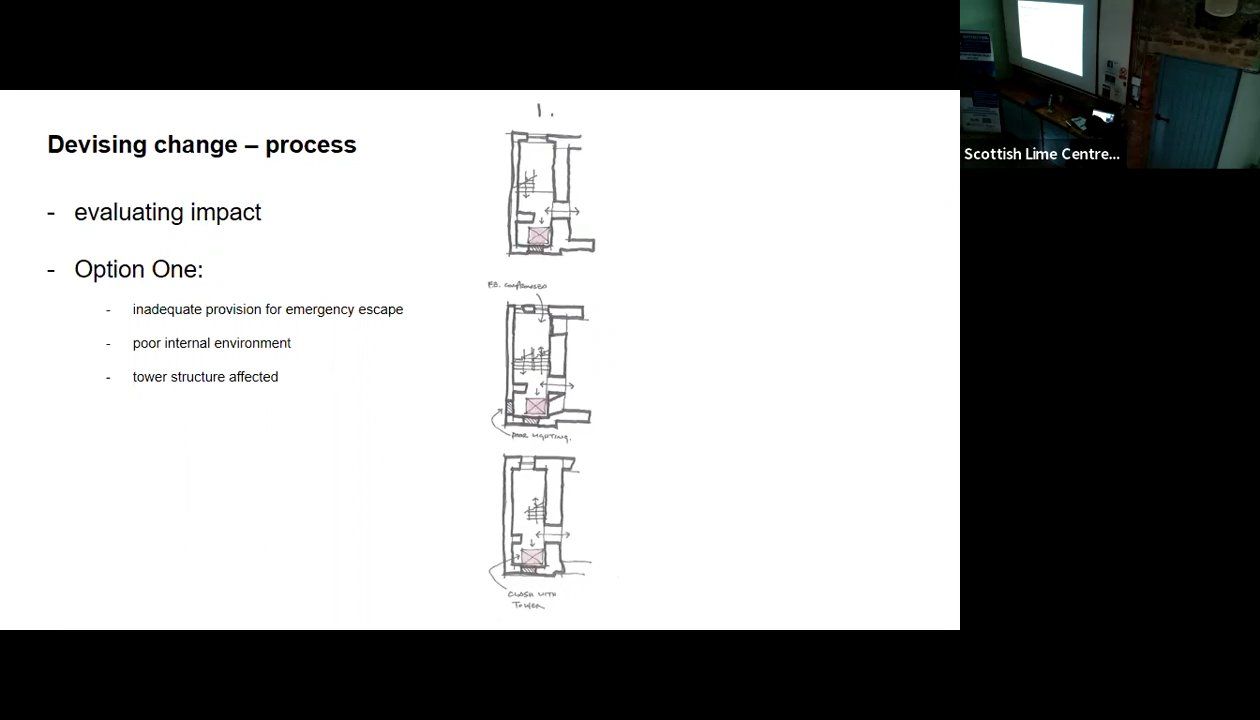 Devising change – process
- evaluating impact
- Option One:
- inadequate provision for emergency escape
- poor internal environment
- tower structure affected
1.
F.E. COMPROMISED
POOR LIGHTING.
CLASH WITH
TOWER
Scottish Lime Centre...